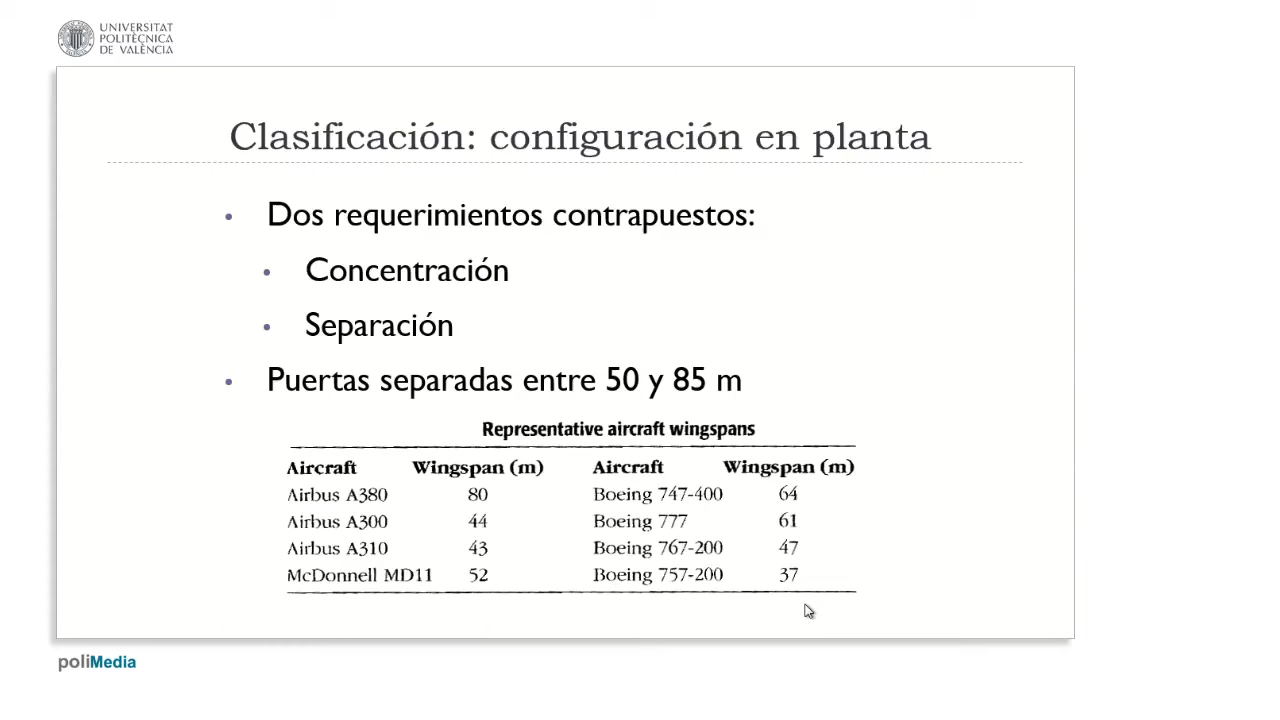 UNIVERSITAT
POLITÈCNICA
DE VALÈNCIA
Clasificación: configuración en planta
• Dos requerimientos contrapuestos:
• Concentración
• Separación
• Puertas separadas entre 50 y 85 m
Representative aircraft wingspans
Aircraft Wingspan (m) Aircraft Wingspan (m)
Airbus A380 80 Boeing 747-400 64
Airbus A300 44 Boeing 777 61
Airbus A310 43 Boeing 767-200 47
McDonnell MD11 52 Boeing 757-200 37
poliMedia